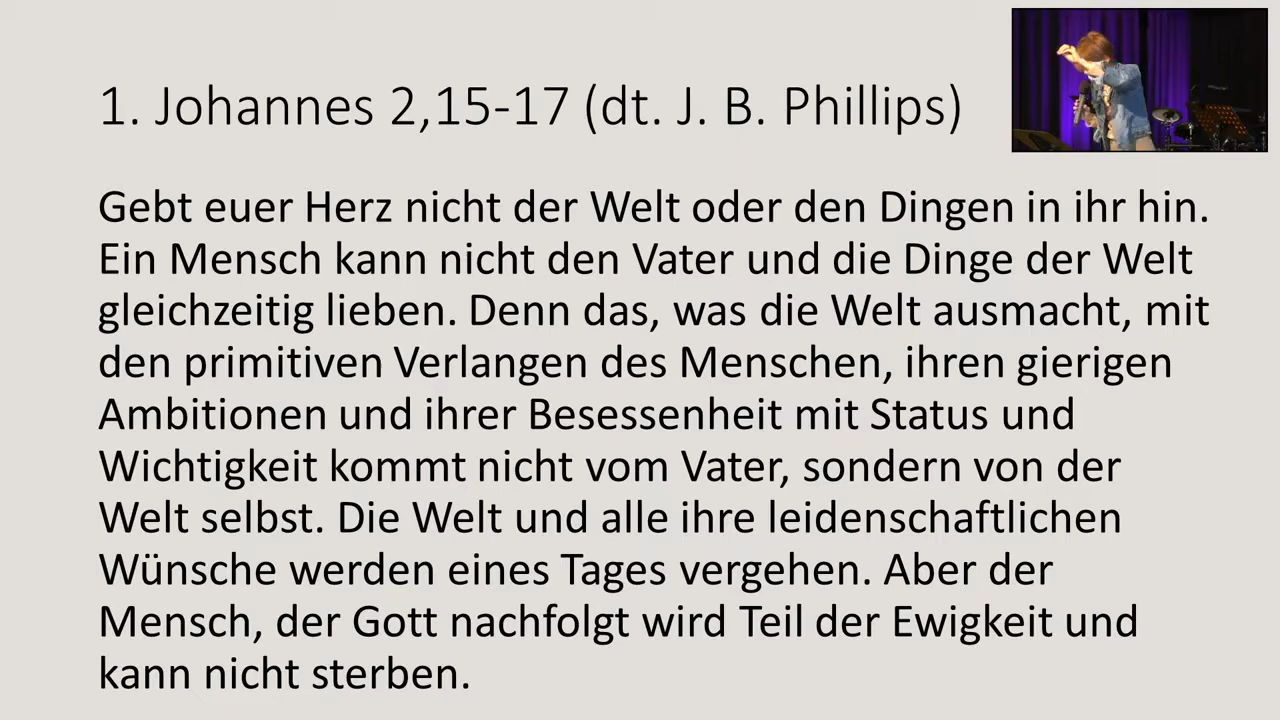 1. Johannes 2,15-17 (dt. J. B. Phillips)
Gebt euer Herz nicht der Welt oder den Dingen in ihr hin.
Ein Mensch kann nicht den Vater und die Dinge der Welt
gleichzeitig lieben. Denn das, was die Welt ausmacht, mit
den primitiven Verlangen des Menschen, ihren gierigen
Ambitionen und ihrer Besessenheit mit Status und
Wichtigkeit kommt nicht vom Vater, sondern von der
Welt selbst. Die Welt und alle ihre leidenschaftlichen
Wünsche werden eines Tages vergehen. Aber der
Mensch, der Gott nachfolgt wird Teil der Ewigkeit und
kann nicht sterben.